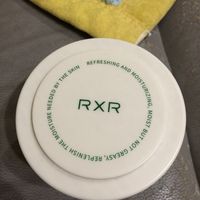 REFRESHING AND MOISTURIZING, MOIST BUT NOT GREASY, REPLENISH THE MOISTURE NEEDED BY THE SKIN
RXR